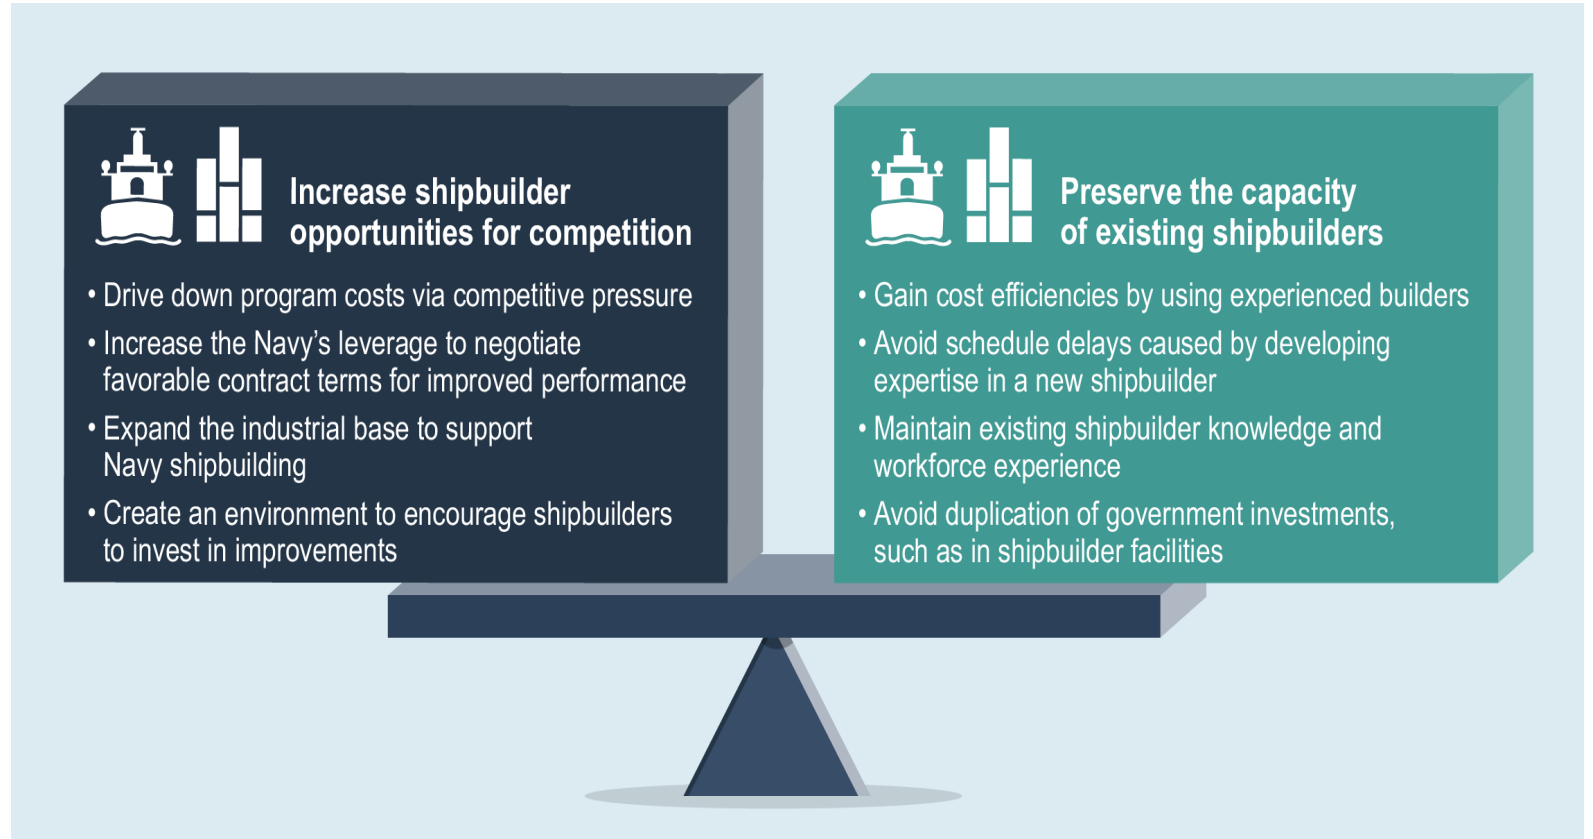 Increase shipbuilder
opportunities for competition
• Drive down program costs via competitive pressure
• Increase the Navy's leverage to negotiate
favorable contract terms for improved performance
• Expand the industrial base to support
Navy shipbuilding
• Create an environment to encourage shipbuilders
to invest in improvements
Preserve the capacity
of existing shipbuilders
• Gain cost efficiencies by using experienced builders
• Avoid schedule delays caused by developing
expertise in a new shipbuilder
• Maintain existing shipbuilder knowledge and
workforce experience
• Avoid duplication of government investments,
such as in shipbuilder facilities